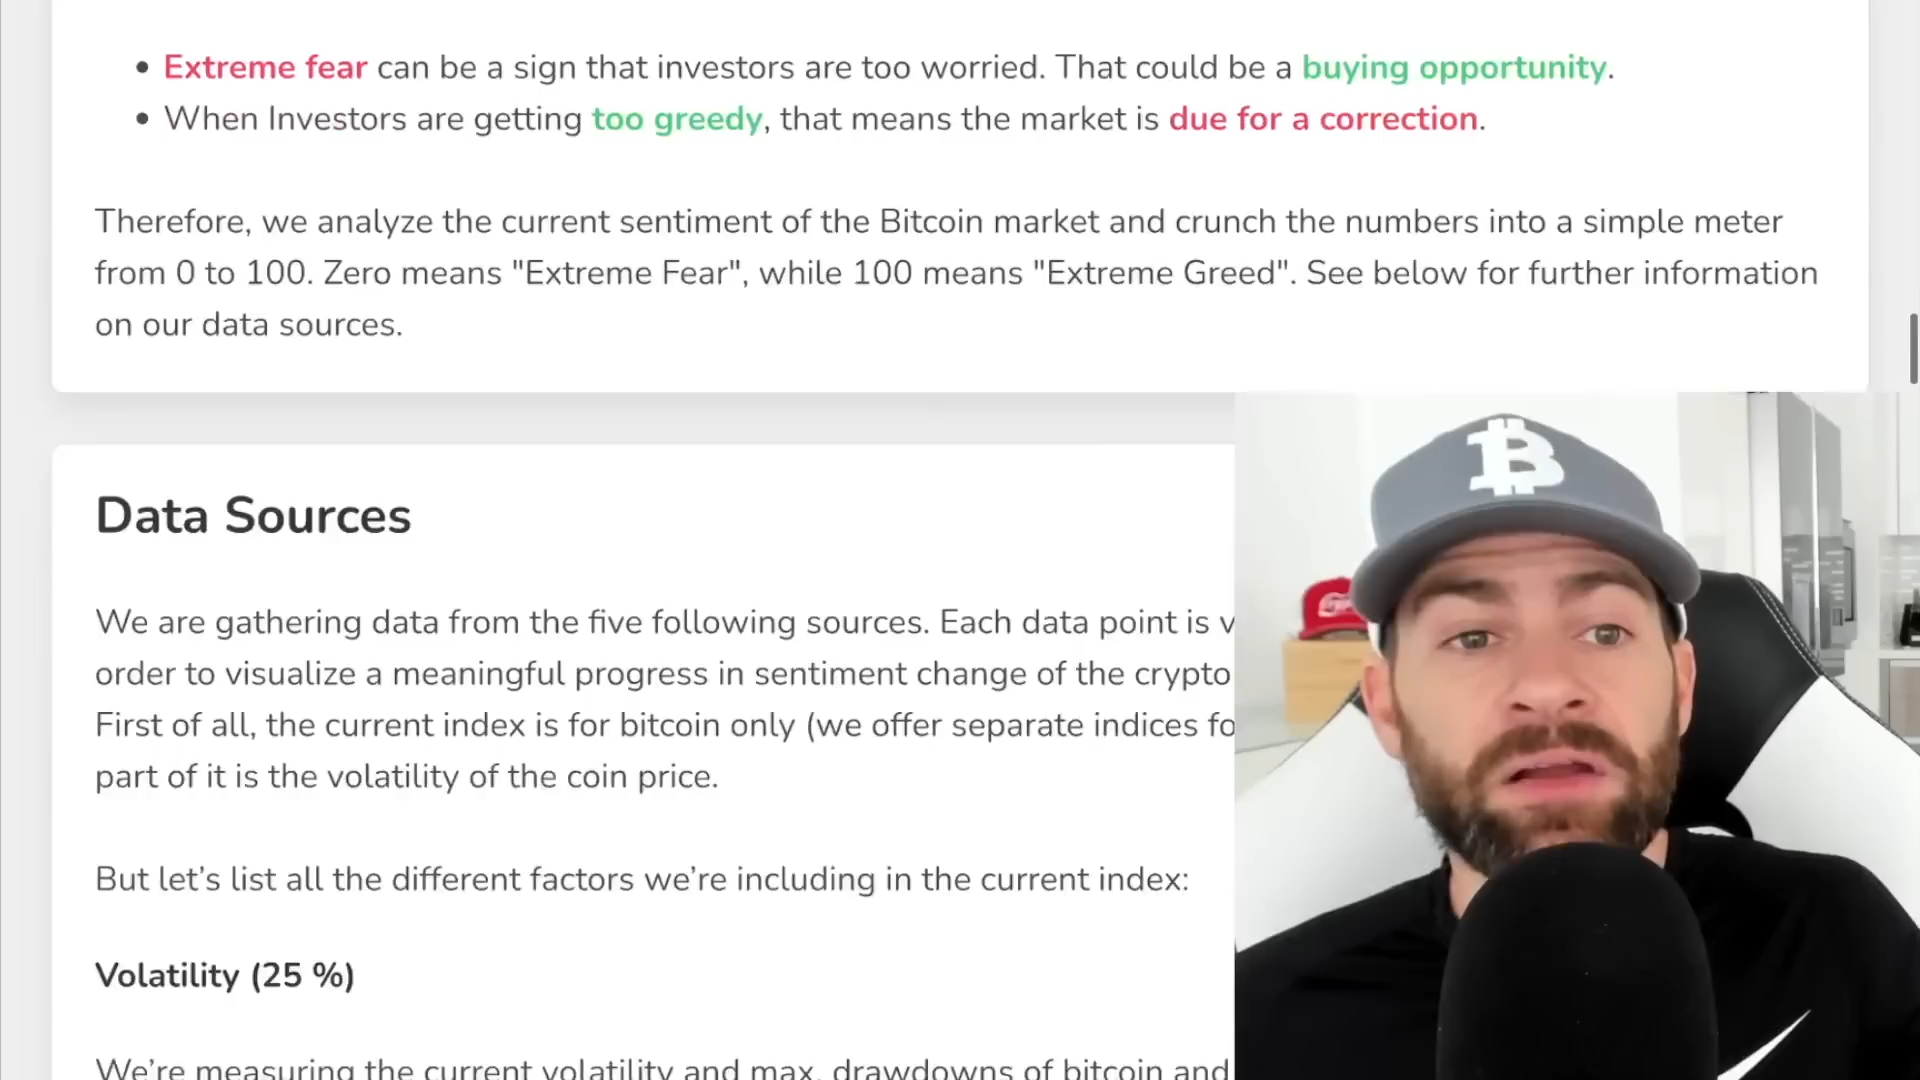 Extreme fear can be a sign that investors are too worried. That could be a buying opportunity.
When Investors are getting too greedy, that means the market is due for a correction.
Therefore, we analyze the current sentiment of the Bitcoin market and crunch the numbers into a simple meter
from 0 to 100. Zero means "Extreme Fear", while 100 means "Extreme Greed". See below for further information
on our data sources.
Data Sources
We are gathering data from the five following sources. Each data point is v
order to visualize a meaningful progress in sentiment change of the crypto
First of all, the current index is for bitcoin only (we offer separate indices fo
part of it is the volatility of the coin price.
But let’s list all the different factors we’re including in the current index:
Volatility (25 %)
We’re measuring the current volatility and max. drawdowns of bitcoin and